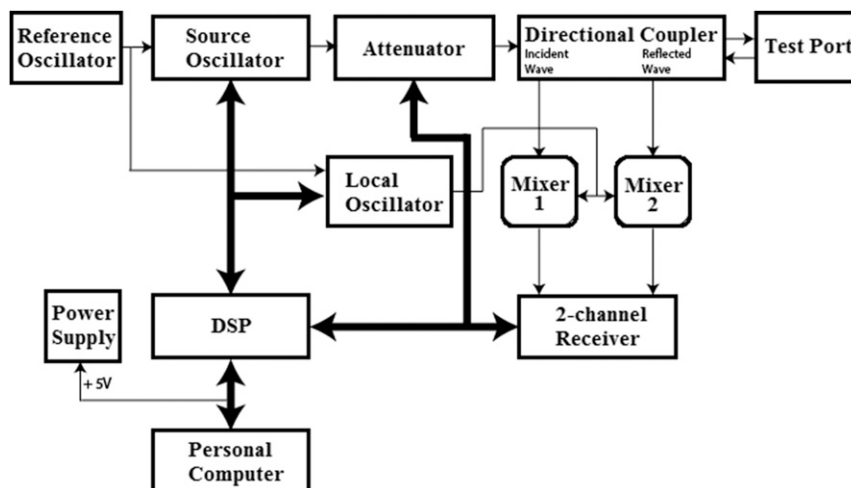 Reference
Oscillator
Source
Oscillator
Attenuator
Directional Coupler
Incident
Wave
Reflected
Wave
Test Port
Local
Oscillator
Mixer
1
Mixer
2
Power
Supply
+ 5V
DSP
2-channel
Receiver
Personal
Computer